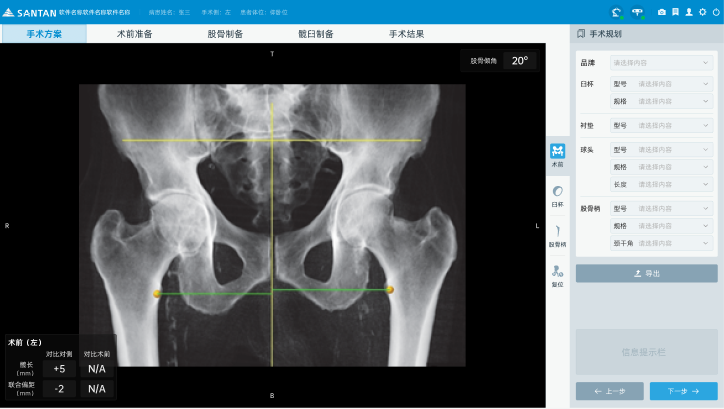 SANTAN 软件名称软件名称软件名称
病患姓名：张三 手术侧：左 患者体位：侧卧位
手术方案 术前准备 股骨制备 髋臼制备 手术结果
手术规划
T
股骨倾角 20°
R
L
B
术前
臼杯
股骨柄
复位
品牌 请选择内容
臼杯 型号 请选择内容
规格 请选择内容
衬垫 型号 请选择内容
球头 型号 请选择内容
规格 请选择内容
长度 请选择内容
股骨柄 型号 请选择内容
规格 请选择内容
颈干角 请选择内容
导出
信息提示栏
上一步 下一步
术前（左）
对比对侧 对比术前
腿长 +5 N/A
(mm)
联合偏距 -2 N/A
(mm)